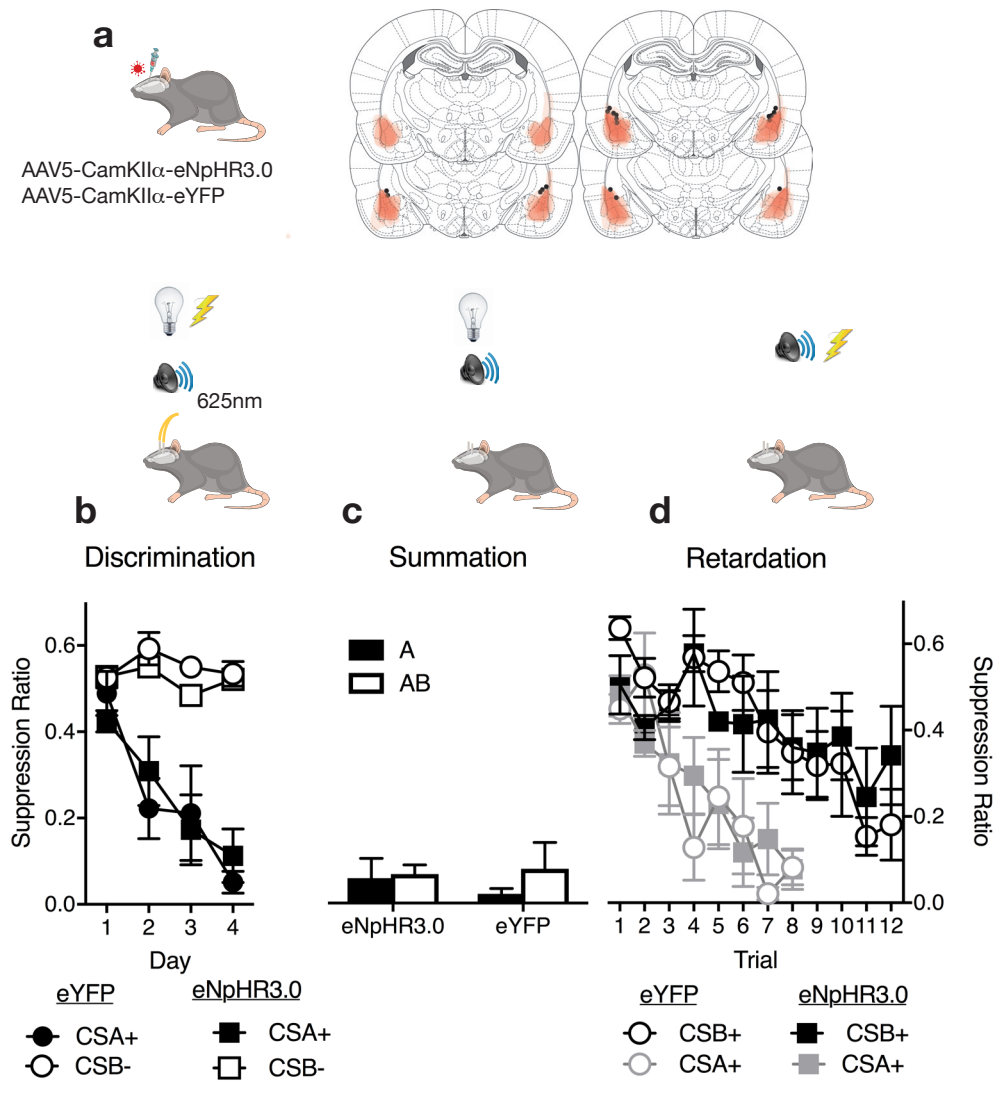 a
AAV5-CamKIIα-eNpHR3.0
AAV5-CamKIIα-eYFP
625nm
b
c
d
Discrimination
Summation
Retardation
Suppression Ratio
0.6
0.4
0.2
0.0
1 2 3 4
Day
A
AB
eNpHR3.0
eYFP
0.6
0.4
0.2
0.0
Suppression Ratio
1 2 3 4 5 6 7 8 9 10 11 12
Trial
eYFP
eNpHR3.0
CSA+
CSA+
CSB-
CSB-
eYFP
eNpHR3.0
CSB+
CSB+
CSA+
CSA+